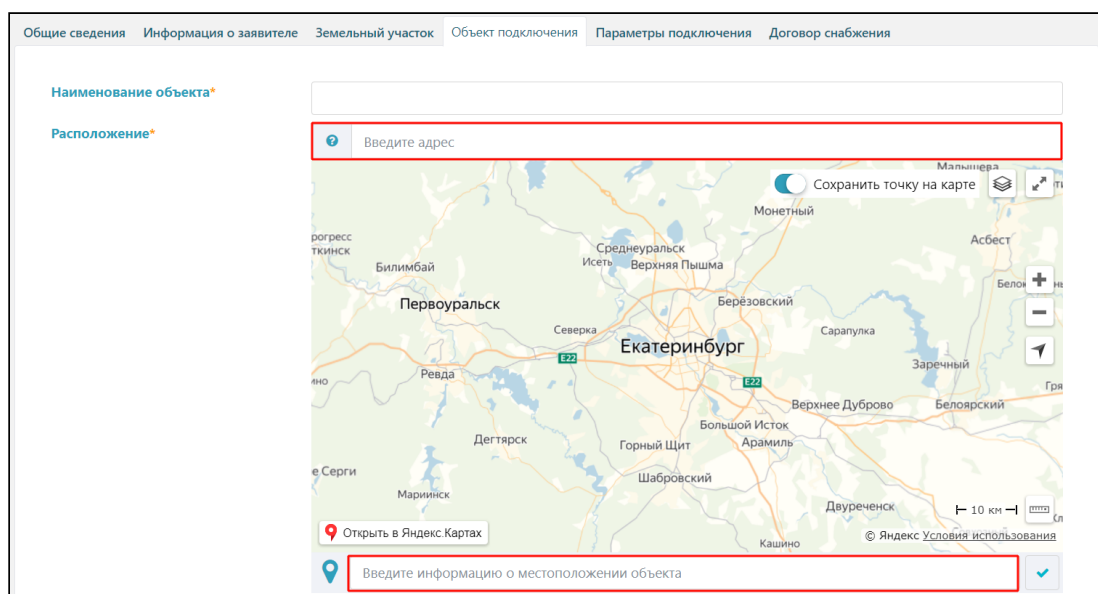 Общие сведения Информация о заявителе Земельный участок Объект подключения Параметры подключения Договор снабжения
Наименование объекта*
Расположение*
Введите адрес
Малышева
Сохранить точку на карте
Монетный
Асбест
Среднеуральск
Исеть Верхняя Пышма
Билимбай
Первоуральск
Берёзовский
Северка
Сарапулка
Екатеринбург
E22
Заречный
Ревда
E22
Верхнее Дуброво Белоярский
Большой Исток
Дегтярск
Горный Щит Арамиль
е Серги
Шабровский
Мариинск
Двуреченск
10 км
Открыть в Яндекс.Картах
© Яндекс Условия использования
Кашино
Введите информацию о местоположении объекта